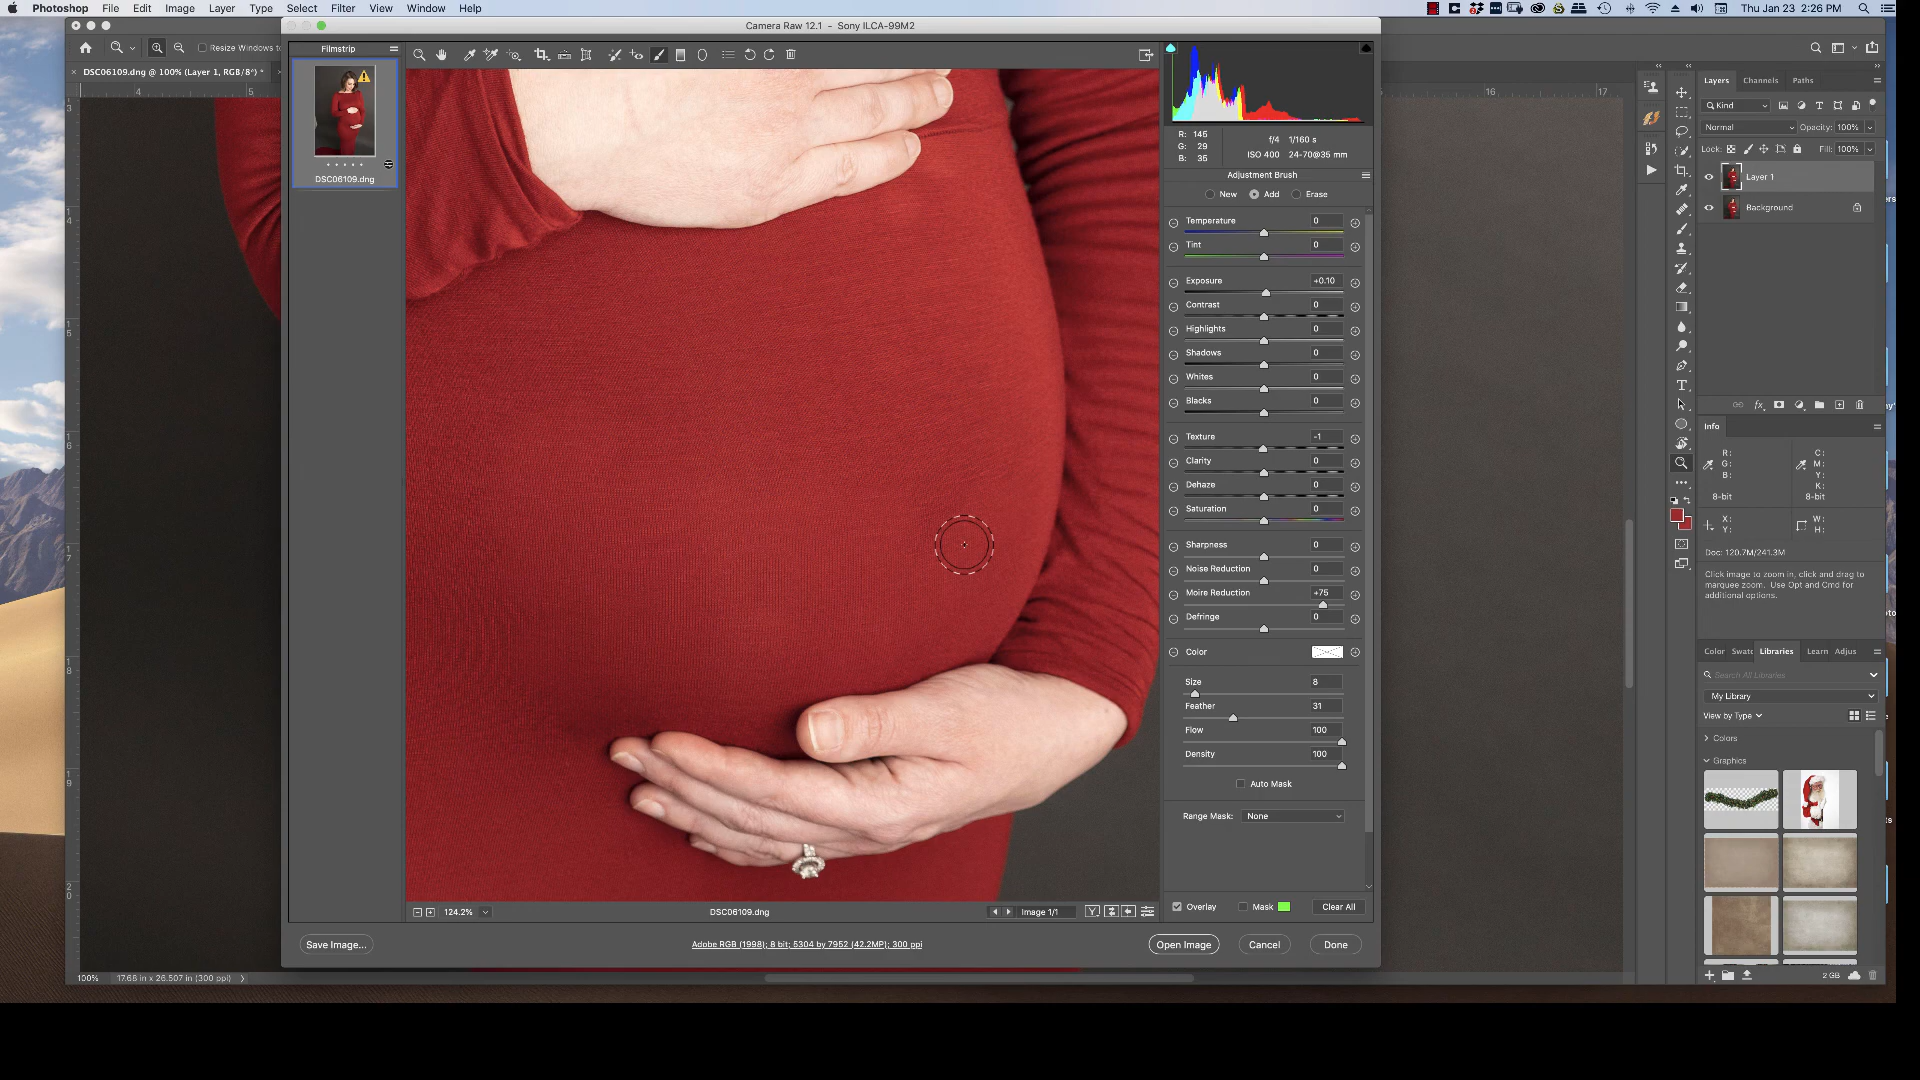 Photoshop File Edit Image Layer Type Select Filter View Window Help
Thu Jan 23 2:26 PM
Resize Windows to
DSC06109.dng @ 100% (Layer 1, RGB/8*) *
Camera Raw 12.1 - Sony ILCA-99M2
Filmstrip
DSC06109.dng
R: 145
G: 29
B: 35
f/4 1/160 s
ISO 400 24-70@35 mm
Adjustment Brush
New Add Erase
Temperature 0
Tint 0
Exposure +0.10
Contrast 0
Highlights 0
Shadows 0
Whites 0
Blacks 0
Texture -1
Clarity 0
Dehaze 0
Saturation 0
Sharpness 0
Noise Reduction 0
Moire Reduction +75
Defringe 0
Color
Size 8
Feather 31
Flow 100
Density 100
Auto Mask
Range Mask: None
Overlay Mask Clear All
124.2% DSC06109.dng Image 1/1
Save Image... Adobe RGB (1998); 8 bit; 5304 by 7952 (42.2MP); 300 ppi Open Image Cancel Done
100% 17.68 in x 26.507 in (300 ppi)
4 5 16 17
Layers Channels Paths
Kind
Normal Opacity: 100%
Lock: Fill: 100%
Layer 1
Background
Info
R: C:
G: M:
B: Y:
K:
8-bit 8-bit
X: W:
Y: H:
Doc: 120.7M/241.3M
Click image to zoom in, click and drag to
marquee zoom. Use Opt and Cmd for
additional options.
Color Swatc Libraries Learn Adjus
Search All Libraries
My Library
View by Type
Colors
Graphics
2 GB